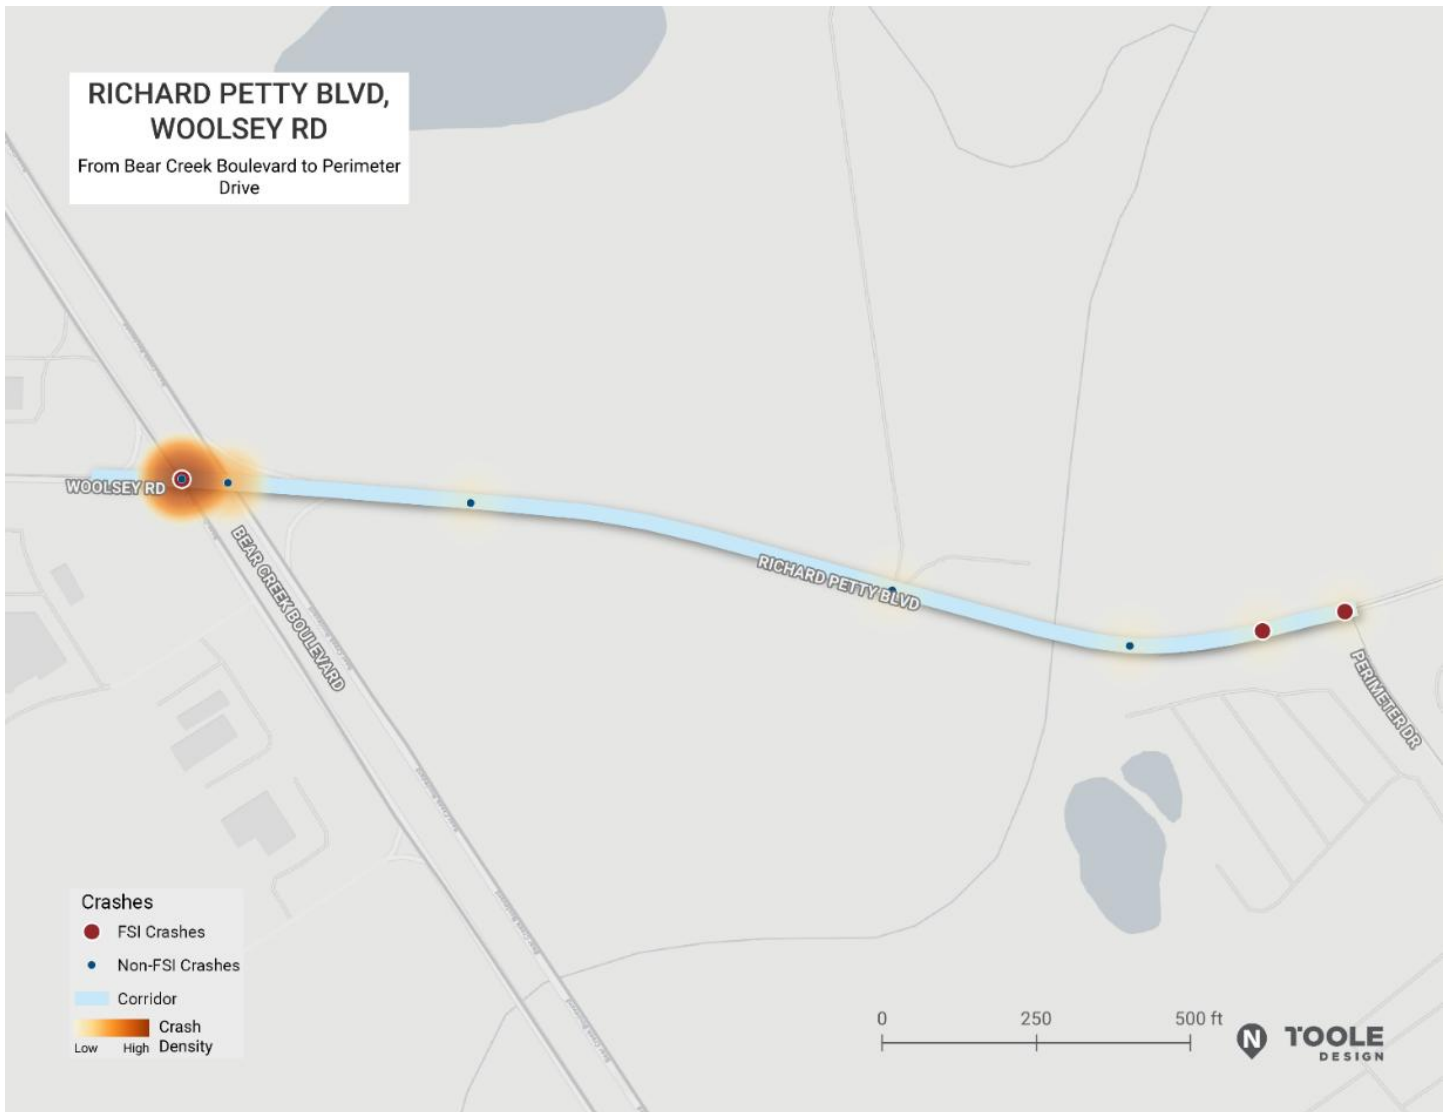 RICHARD PETTY BLVD,
WOOLSEY RD
From Bear Creek Boulevard to Perimeter
Drive
WOOLSEY RD
BEAR CREEK BOULEVARD
RICHARD PETTY BLVD
PERIMETER DR
Crashes
FSI Crashes
Non-FSI Crashes
Corridor
Crash
Low High Density
0 250 500 ft
N TOOLE
DESIGN